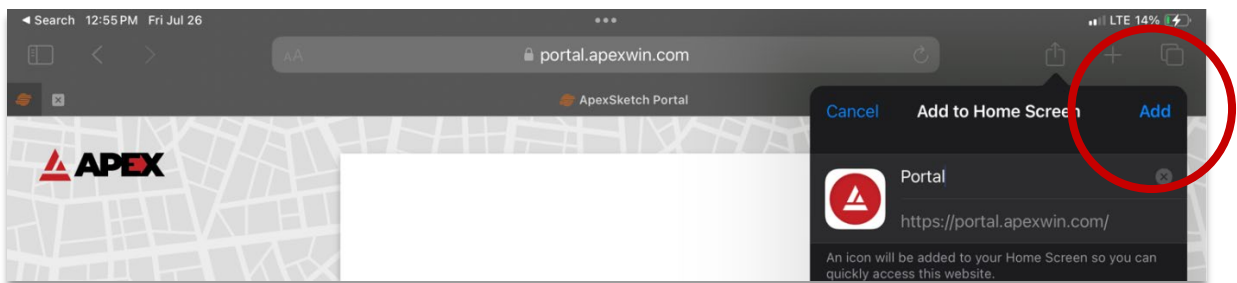 Search 12:55 PM Fri Jul 26
LTE 14%
AA
portal.apexwin.com
ApexSketch Portal
APEX
Cancel Add to Home Screen Add
Portal
https://portal.apexwin.com/
An icon will be added to your Home Screen so you can
quickly access this website.